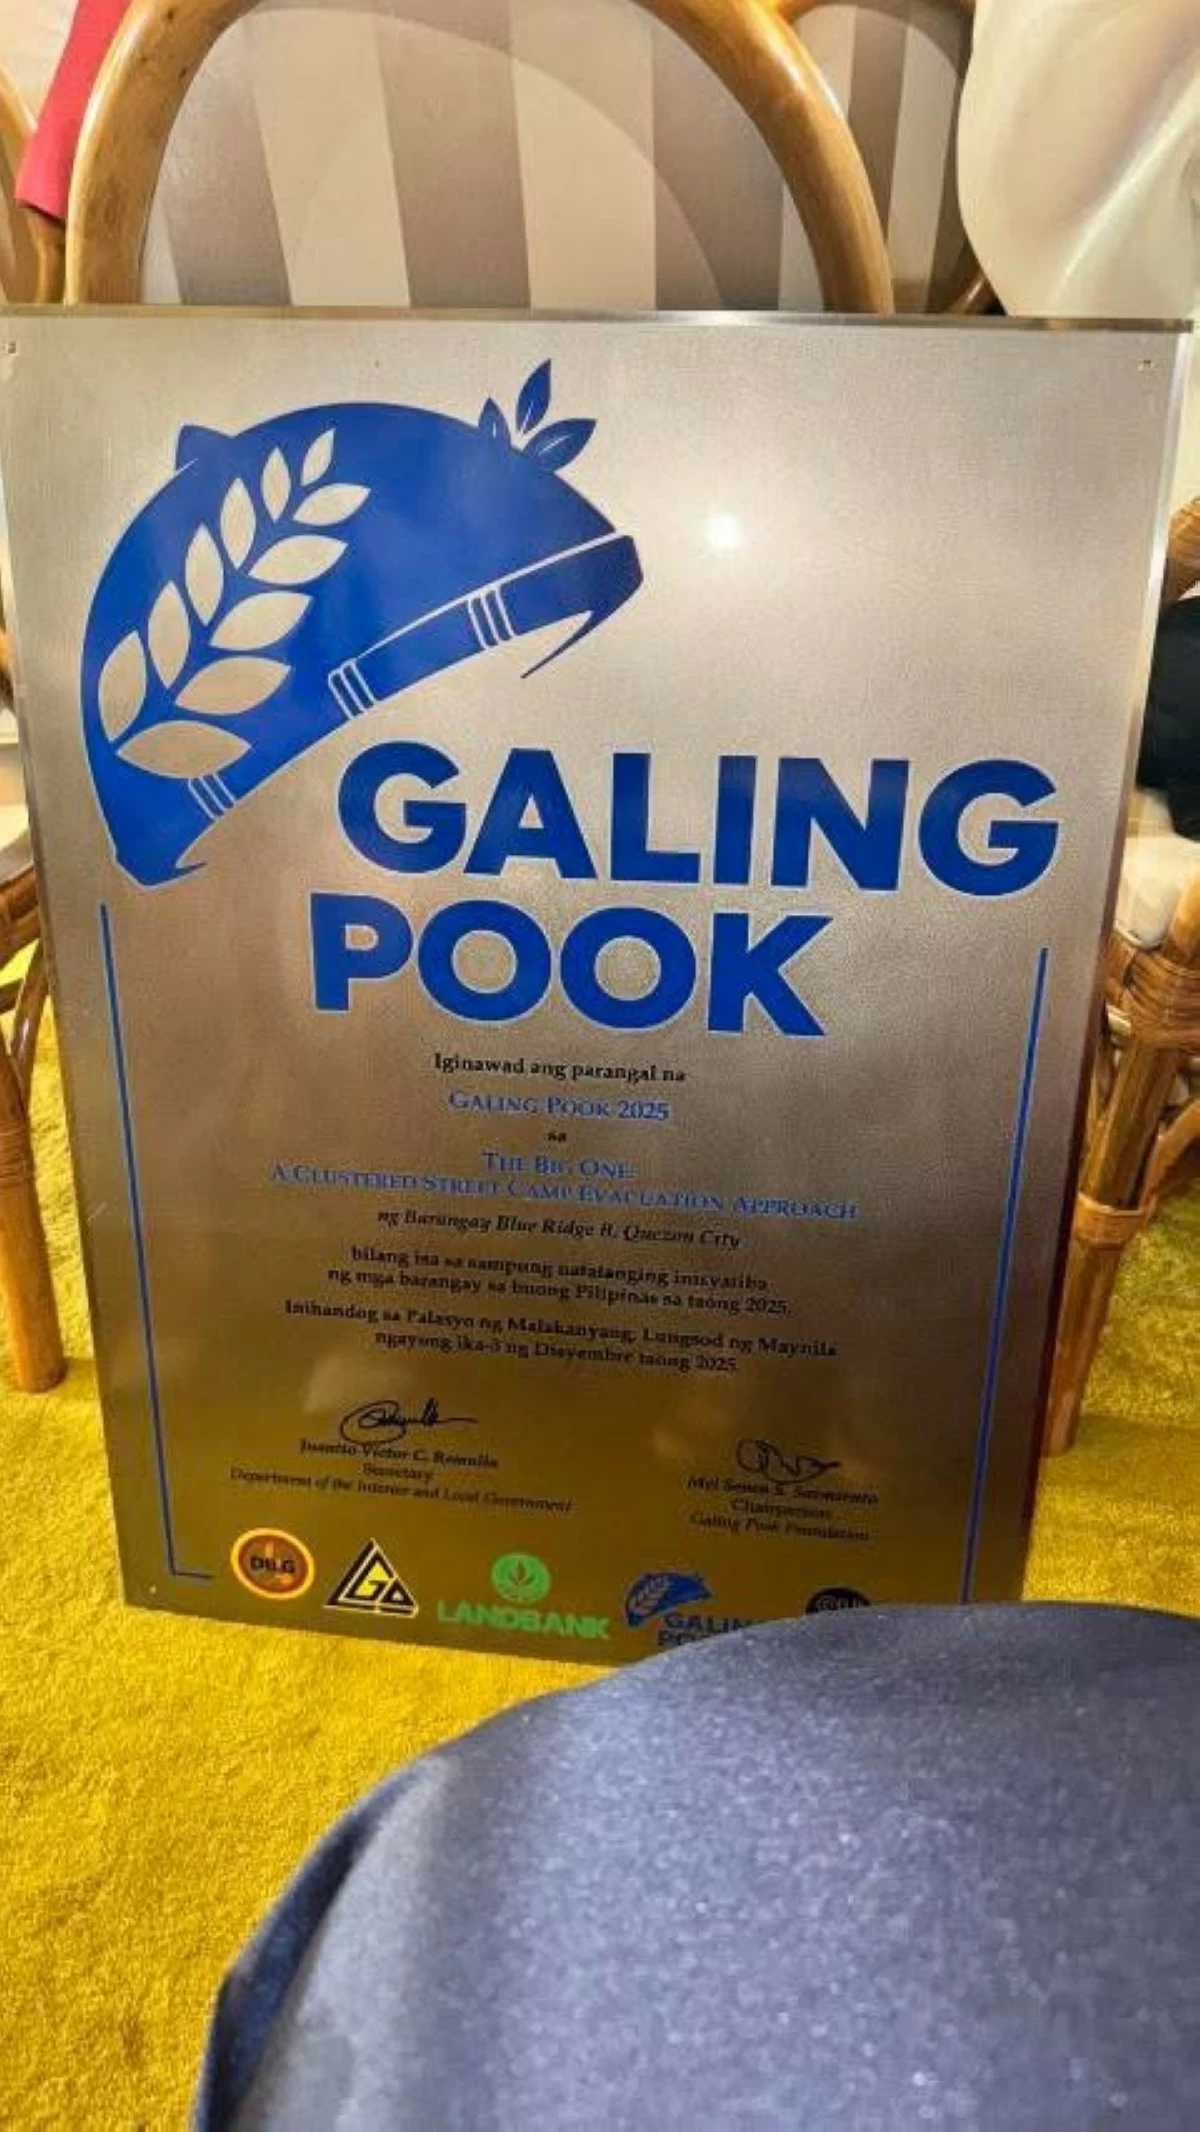 GALING
POOK
Iginawad ang parangal na
GALING POOK 2025
sa
THE BIG ONE:
A CLUSTERED STREET CAMP EVACUATION APPROACH
ng Barangay Blue Ridge B, Quezon City
bilang isa sa sampung natatanging inisyatiba
ng mga barangay sa buong Pilipinas sa taong 2025.
Inihandog sa Palasyo ng Malakanyang, Lungsod ng Maynila
ngayong ika-3 ng Disyembre taong 2025.
Juanito Victor C. Remulla
Secretary
Department of the Interior and Local Government
Mel Senen S. Sarmiento
Chairperson
Galing Pook Foundation
DILG
LGA
LANDBANK
GALIN
PO